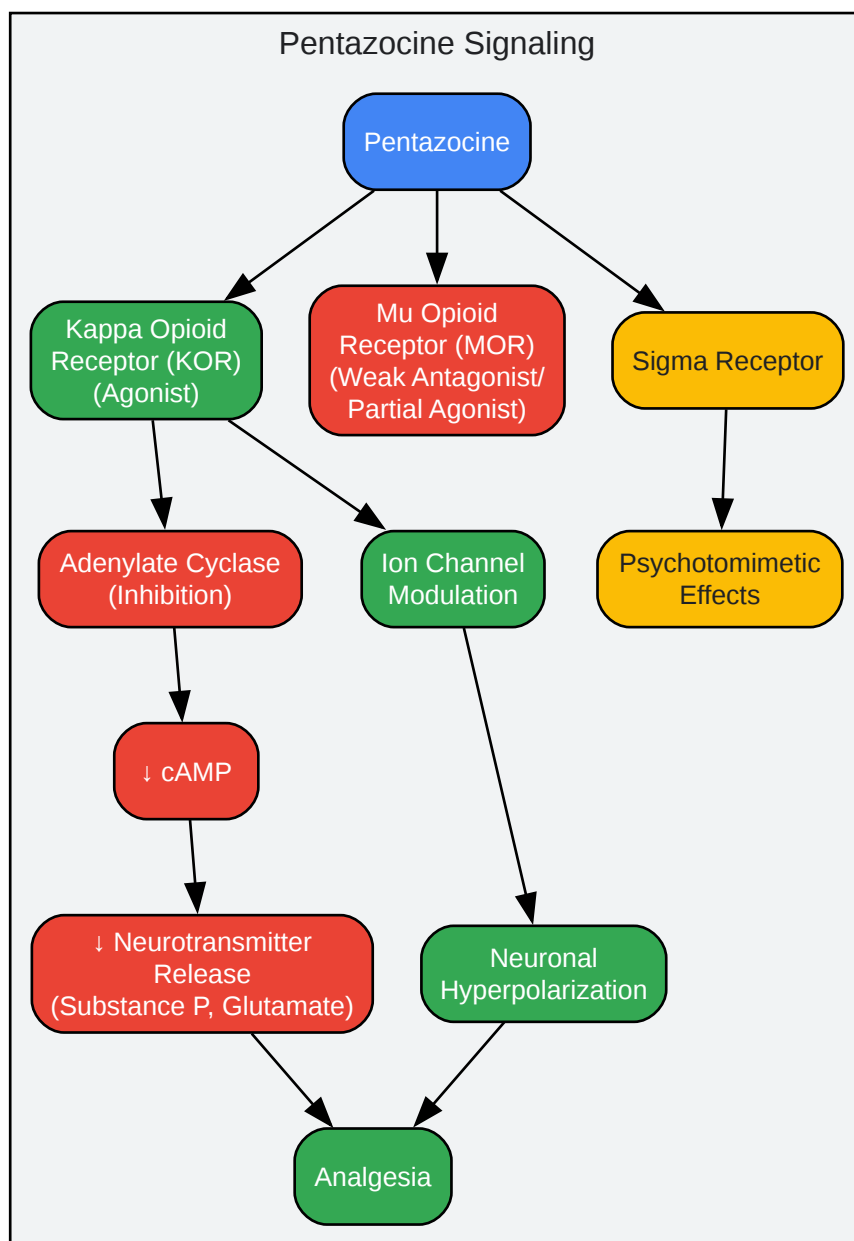 Pentazocine Signaling
Pentazocine
Kappa Opioid
Receptor (KOR)
(Agonist)
Mu Opioid
Receptor (MOR)
(Weak Antagonist/
Partial Agonist)
Sigma Receptor
Adenylate Cyclase
(Inhibition)
Ion Channel
Modulation
Psychotomimetic
Effects
↓ cAMP
↓ Neurotransmitter
Release
(Substance P, Glutamate)
Neuronal
Hyperpolarization
Analgesia